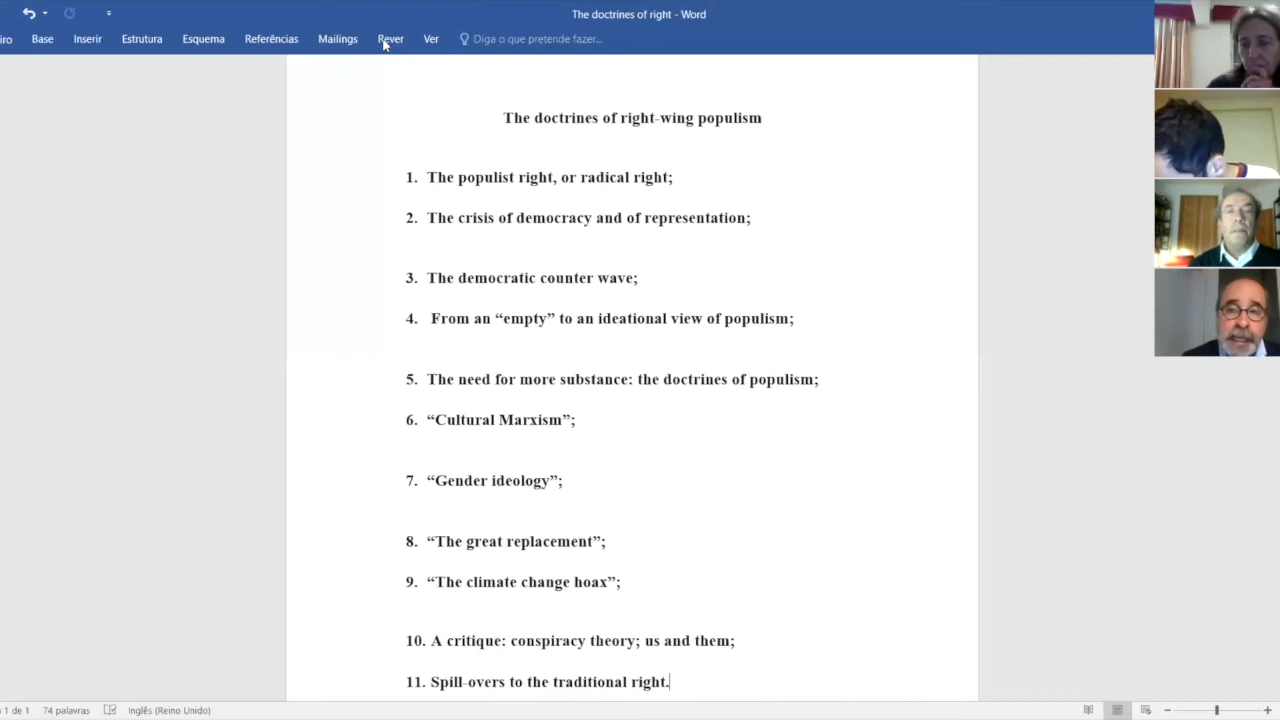 The doctrines of right - Word
iro Base Inserir Estrutura Esquema Referências Mailings Rever Ver Diga o que pretende fazer...
The doctrines of right-wing populism
1. The populist right, or radical right;
2. The crisis of democracy and of representation;
3. The democratic counter wave;
4. From an “empty” to an ideational view of populism;
5. The need for more substance: the doctrines of populism;
6. “Cultural Marxism”;
7. “Gender ideology”;
8. “The great replacement”;
9. “The climate change hoax”;
10. A critique: conspiracy theory; us and them;
11. Spill-overs to the traditional right.
1 de 1 74 palavras Inglês (Reino Unido)